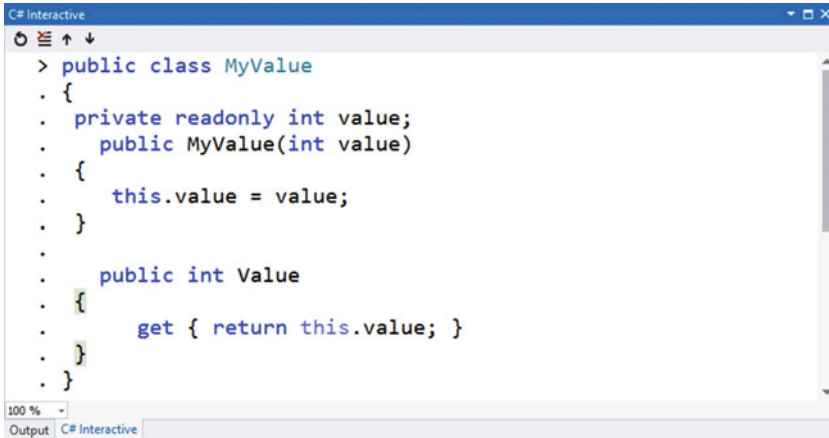 C# Interactive
> public class MyValue
. {
. private readonly int value;
. public MyValue(int value)
. {
. this.value = value;
. }
.
. public int Value
. {
. get { return this.value; }
. }
. }
100 %
Output C# Interactive